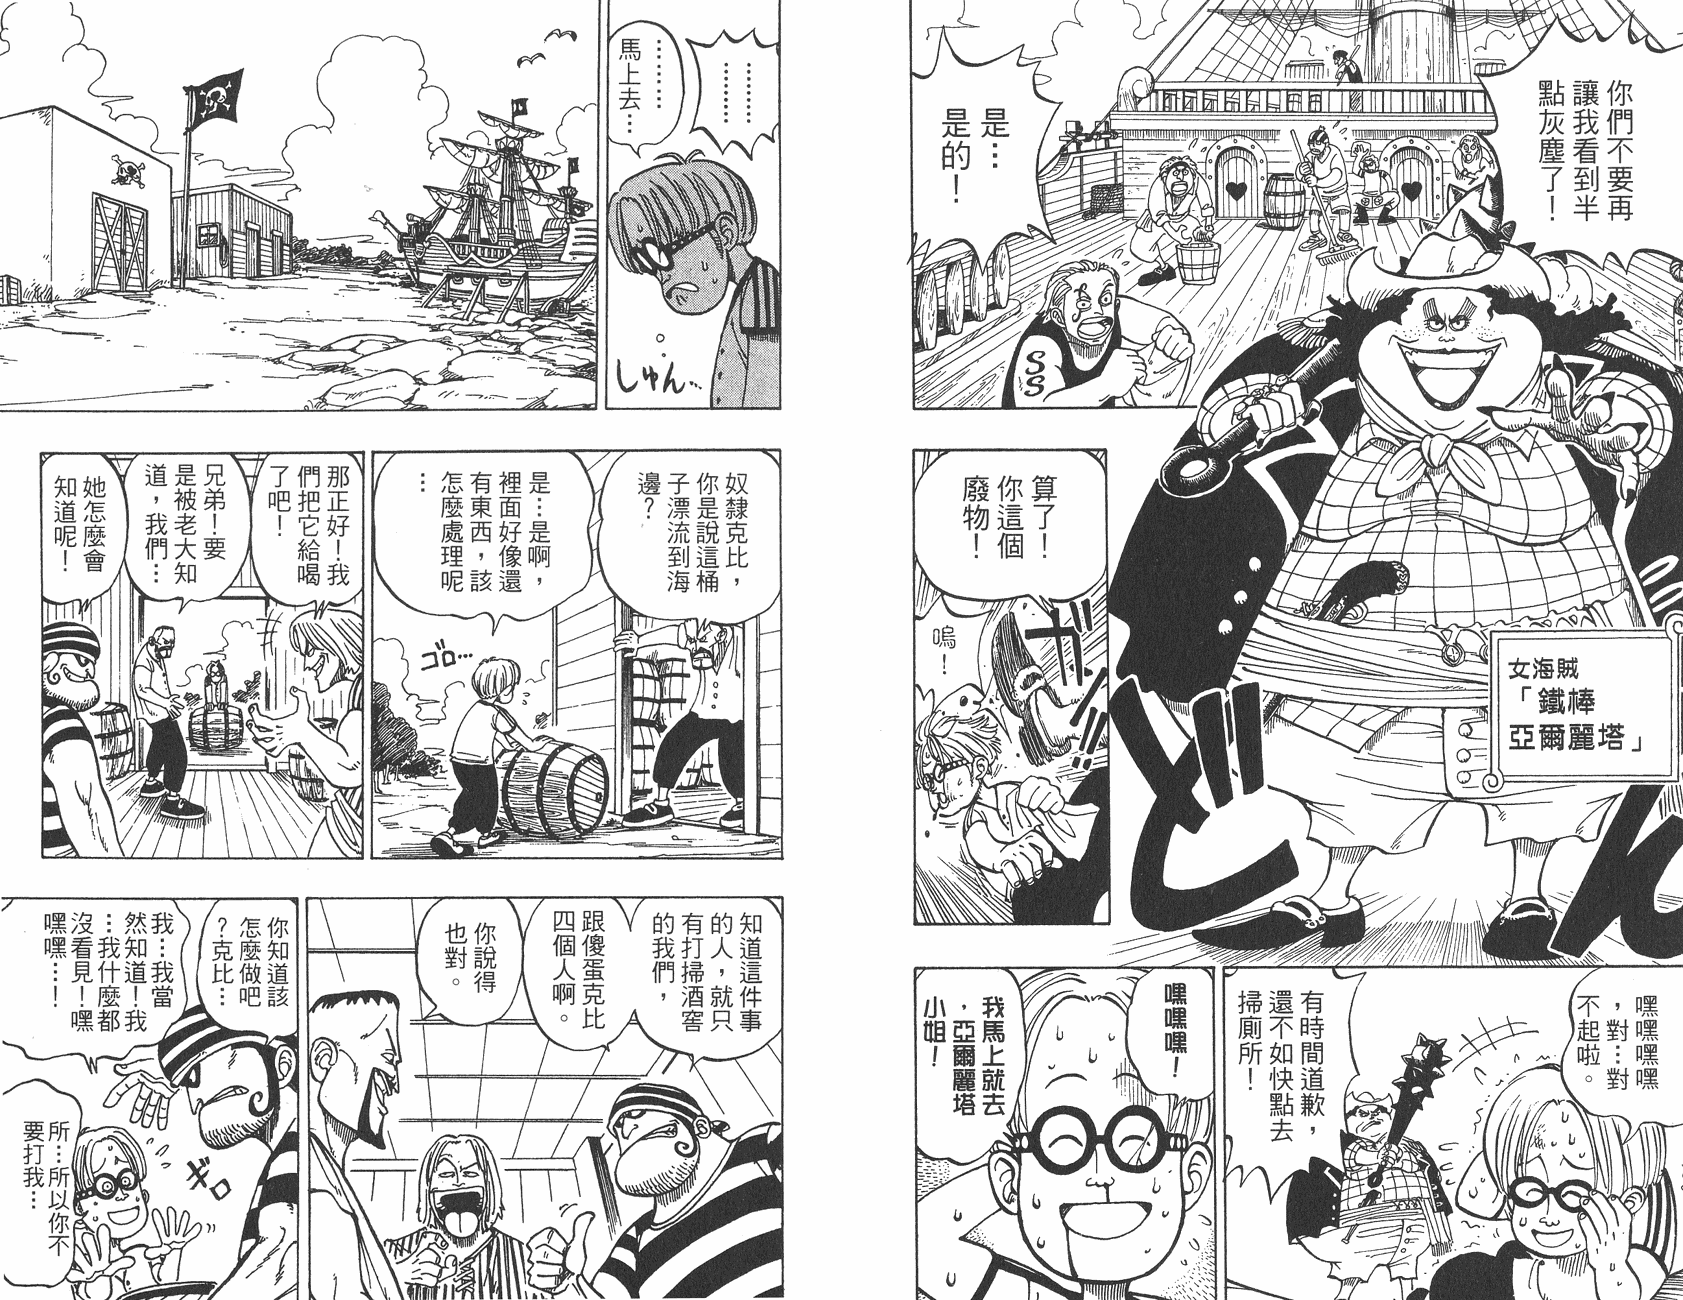 你們不要再
讓我看到半
點灰塵了！
是…
是的！
SS
女海賊
「鐵棒
亞爾麗塔」
算了！
你這個
廢物！
嗚！
ガ
ン
!!
ドン
嘿嘿嘿嘿
，對…對
不起啦。
有時間道歉，
還不如快點去
掃廁所！
嘿嘿嘿！
我馬上就去
，亞爾麗塔
小姐！
………
………
馬上去…
しゅん…
奴隸克比，
你是說這桶
子漂流到海
邊？
是…是啊，
裡面好像還
有東西，該
怎麼處理呢
…
ゴロ…
那正好！我
們把它給喝
了吧！
兄弟！要
是被老大知
道，我們…
她怎麼會
知道呢！
知道這件事
的人，就只
有打掃酒窖
的我們，
跟傻蛋克比
四個人啊。
你說得
也對。
你知道該
怎麼做吧
？克比…
我…我當
然知道！我
…我什麼都
沒看見！嘿
嘿嘿…！
ギロ
所…所以你不
要打我…